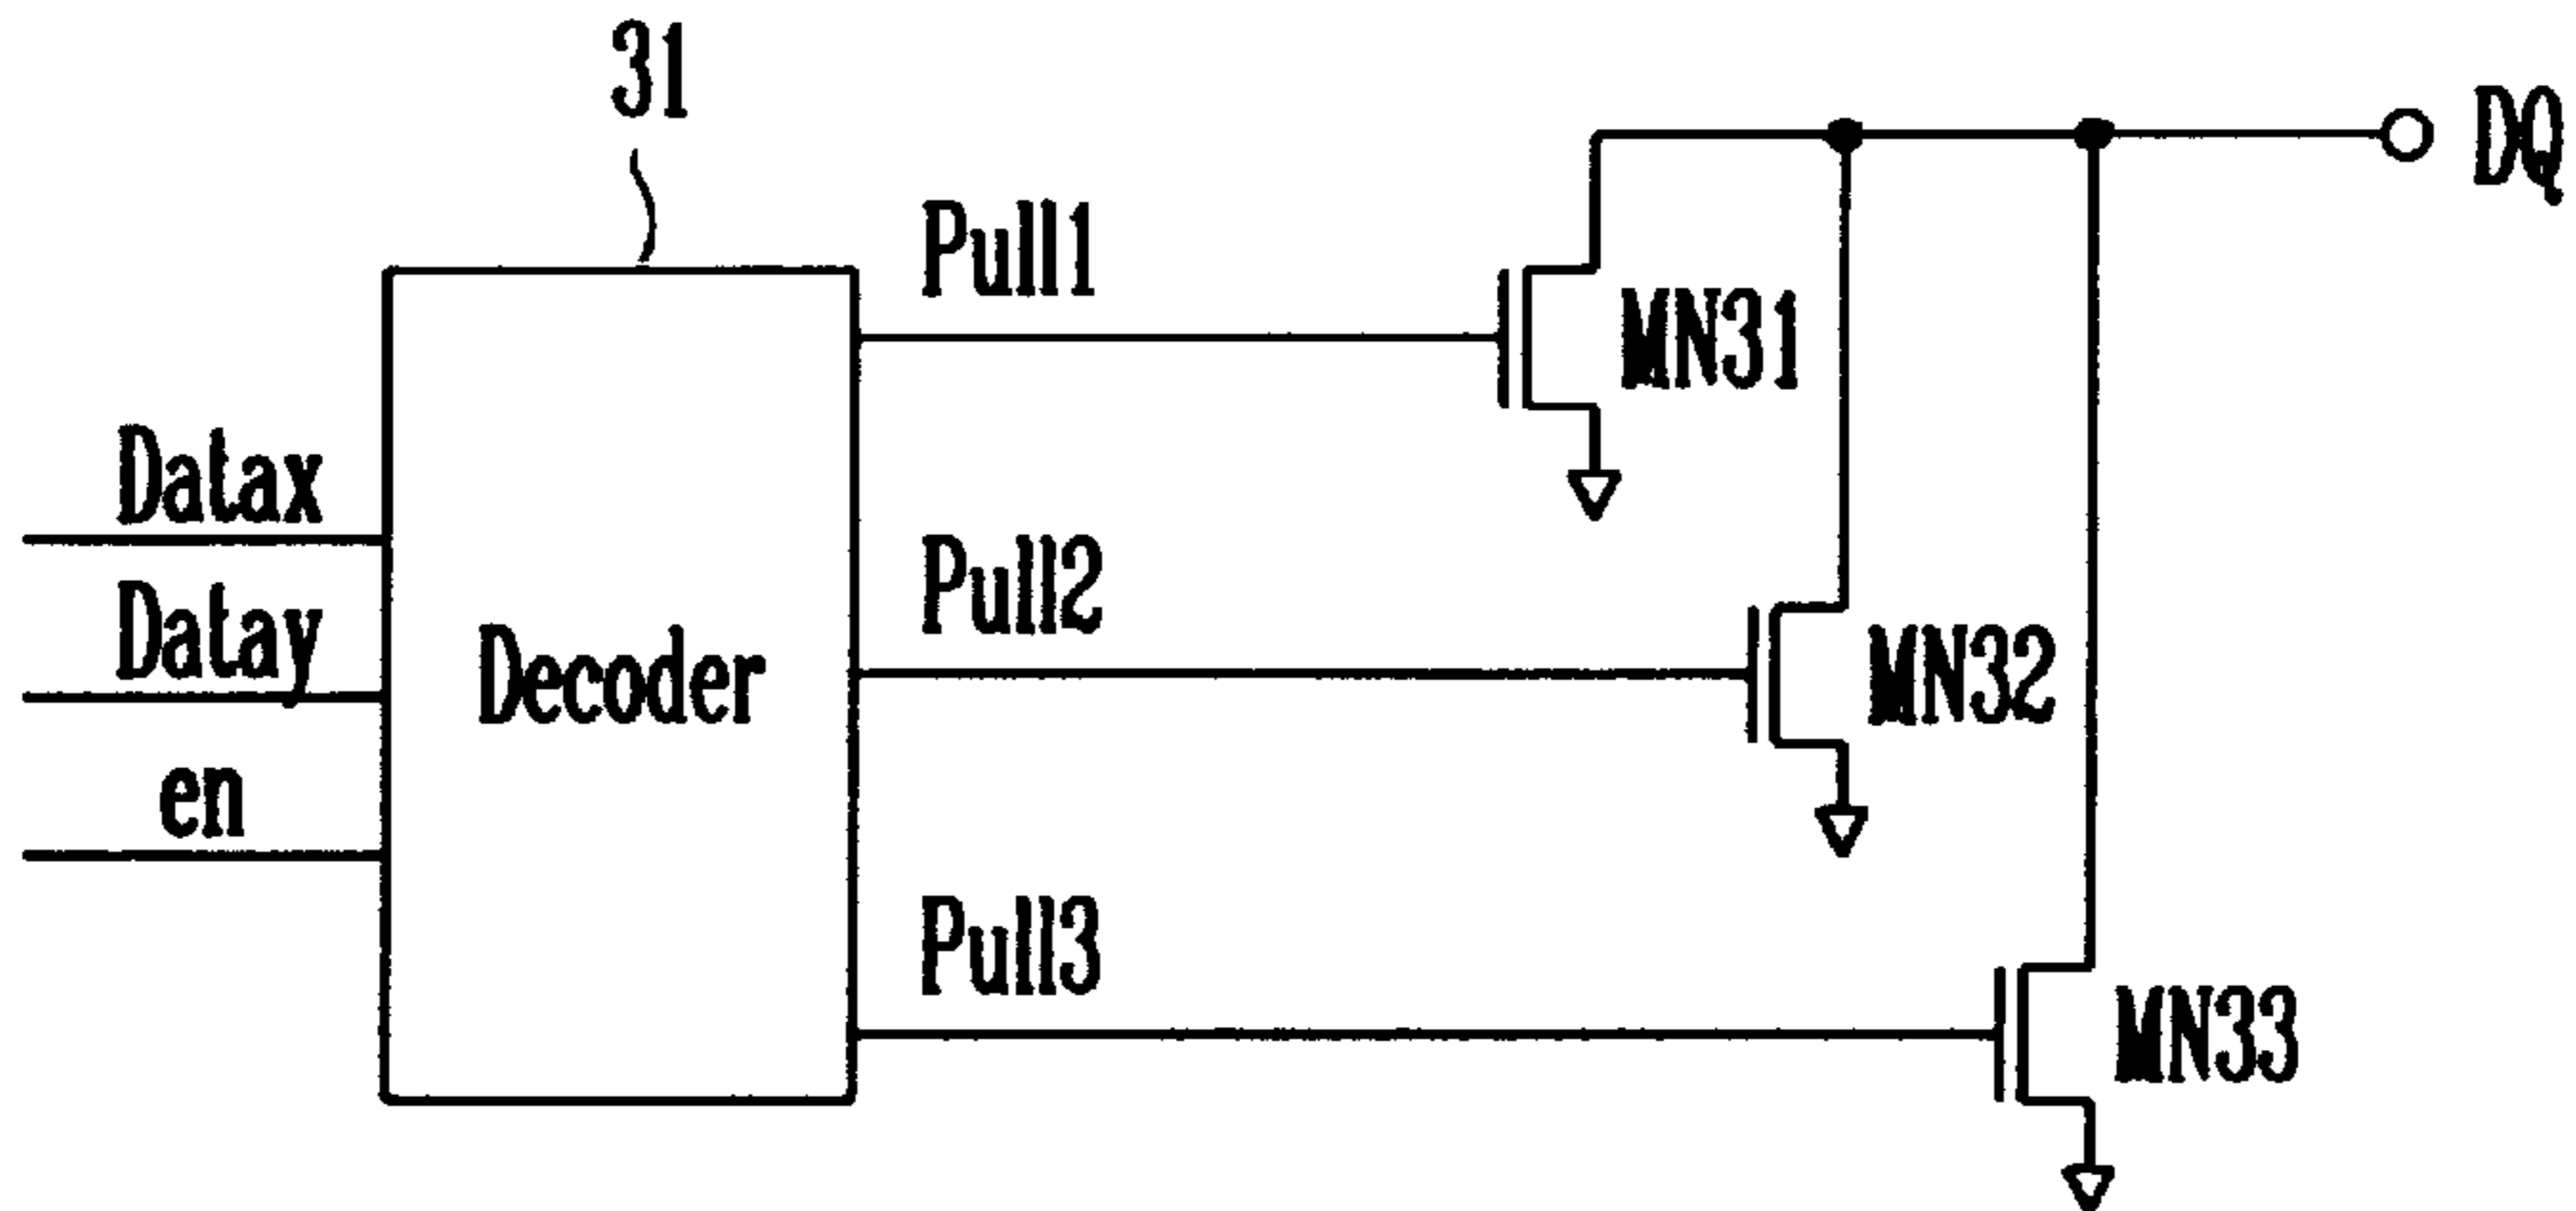 31
DQ
Pull1
MN31
Datax
Pull2
Datay
Decoder
MN32
en
Pull3
MN33